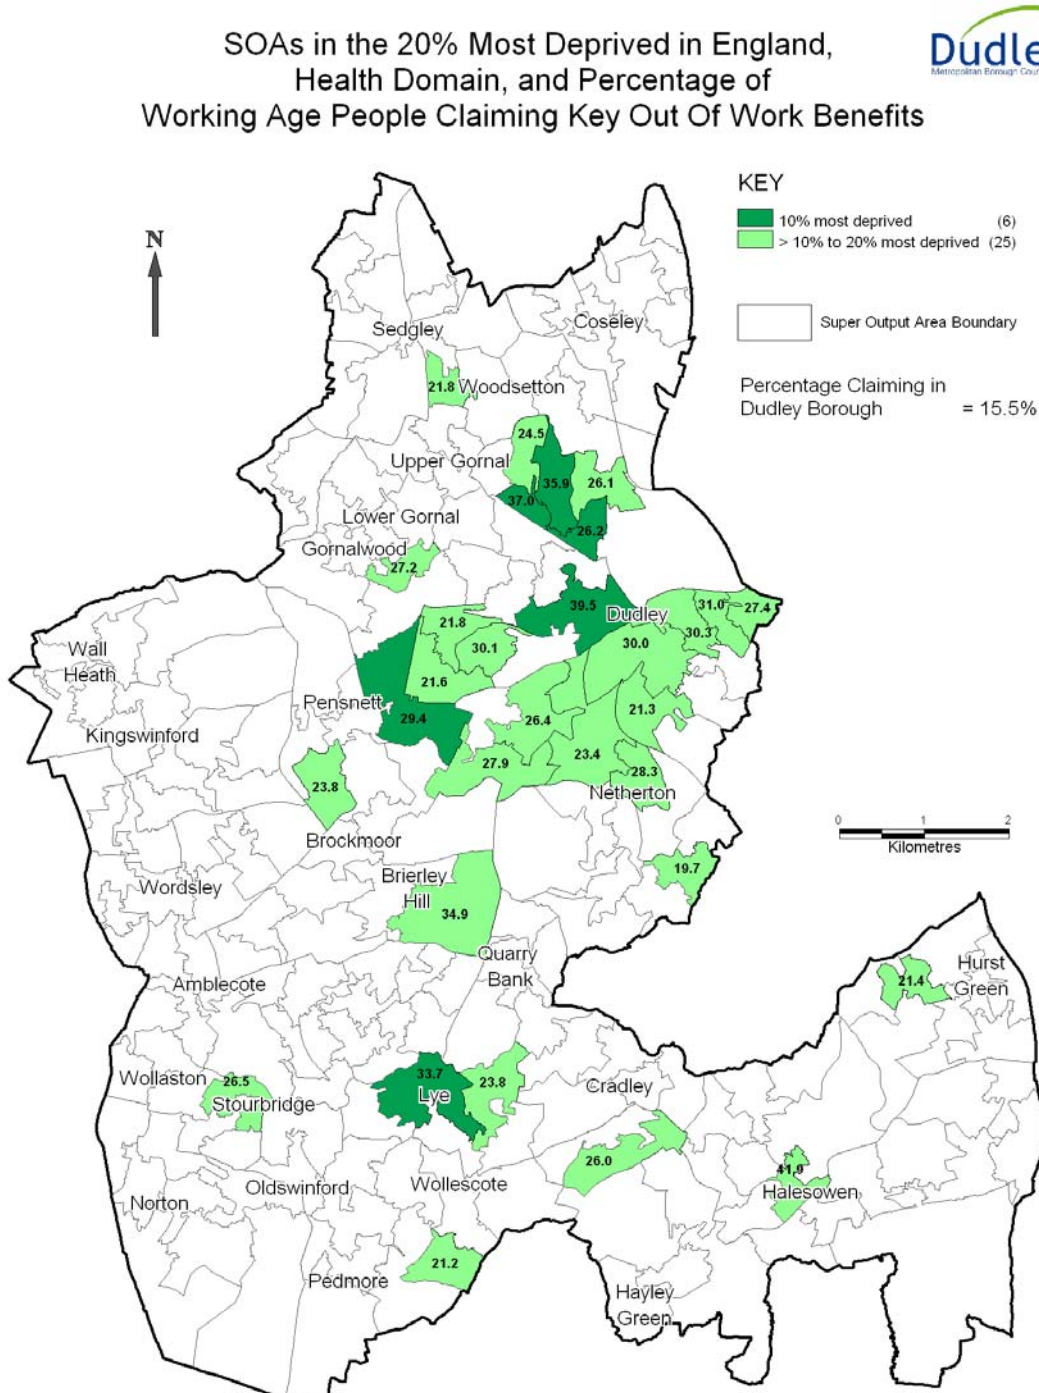 SOAs in the 20% Most Deprived in England,
Health Domain, and Percentage of
Working Age People Claiming Key Out Of Work Benefits
Dudle
Metropolitan Borough Coun
KEY
10% most deprived (6)
> 10% to 20% most deprived (25)
Super Output Area Boundary
Percentage Claiming in
Dudley Borough = 15.5%
N
Sedgley
Coseley
21.8
Woodsetton
24.5
Upper Gornal
35.9
26.1
37.0
Lower Gornal
26.2
Gornalwood
27.2
39.5
31.0
27.4
Dudley
21.8
30.3
30.0
30.1
Wall
Heath
21.6
Pensnett
21.3
29.4
26.4
Kingswinford
23.4
27.9
28.3
23.8
Netherton
0 1 2
Kilometres
Brockmoor
19.7
Brierley
Hill
Wordsley
34.9
Quarry
Bank
Hurst
Green
21.4
Amblecote
33.7
Wollaston
26.5
23.8
Cradley
Lye
Stourbridge
26.0
41.9
Oldswinford
Wollescote
Halesowen
Norton
21.2
Pedmore
Hayley
Green